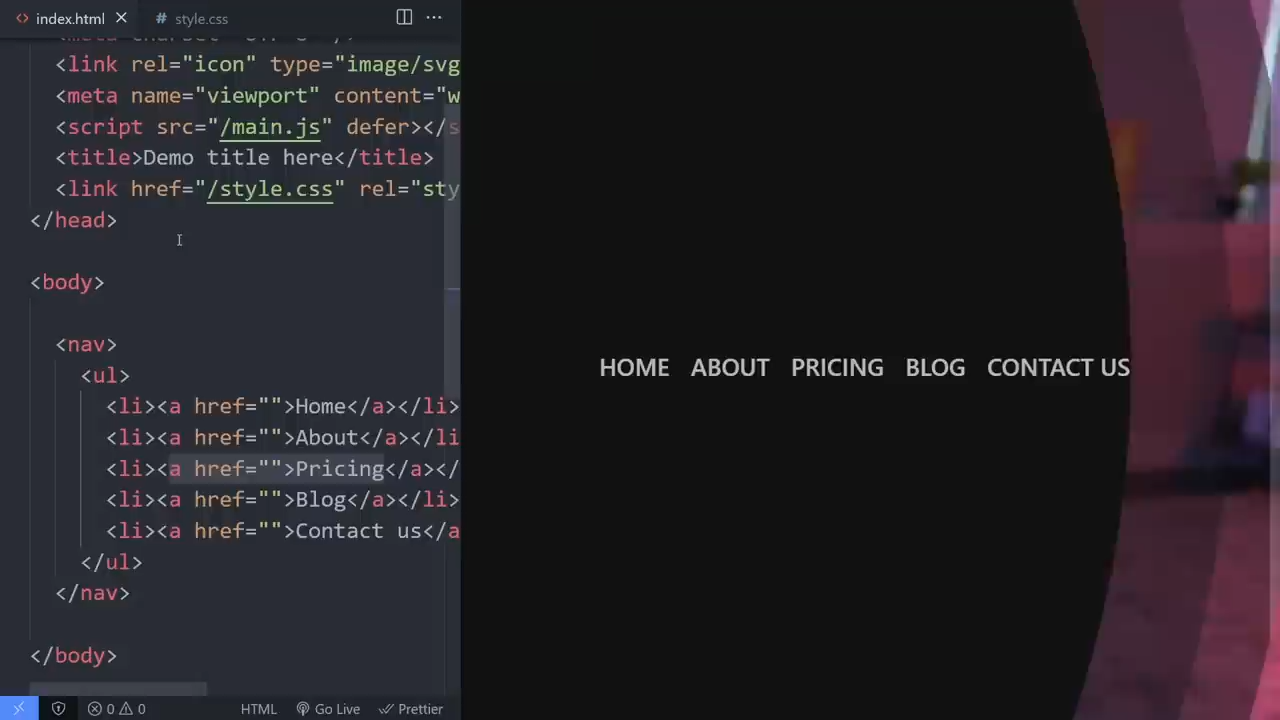 index.html
style.css
<link rel="icon" type="image/svg
<meta name="viewport" content="w
<script src="/main.js" defer></s
<title>Demo title here</title>
<link href="/style.css" rel="sty
</head>
<body>
<nav>
<ul>
<li><a href="">Home</a></li>
<li><a href="">About</a></li
<li><a href="">Pricing</a></
<li><a href="">Blog</a></li>
<li><a href="">Contact us</a
</ul>
</nav>
</body>
0 0 HTML Go Live Prettier
HOME ABOUT PRICING BLOG CONTACT US